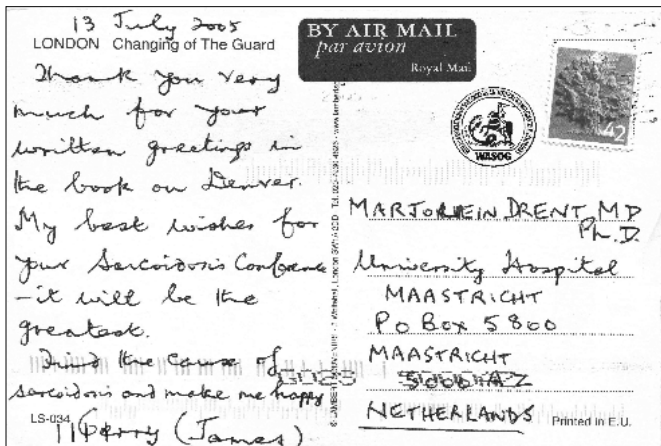 13 July 2005
LONDON Changing of The Guard
Thank you very
much for your
written greetings in
the book on Denver.
My best wishes for
your Sarcoidosis Conference
– it will be the
greatest.
Find the cause of
sarcoidosis and make me happy
LS-034
Gerry (James)
BY AIR MAIL
par avion
Royal Mail
WASOG
42
MARJOLEIN DRENT, MD
Ph.D.
University Hospital
MAASTRICHT
Po Box 5800
MAASTRICHT
NETHERLANDS
Printed in E.U.